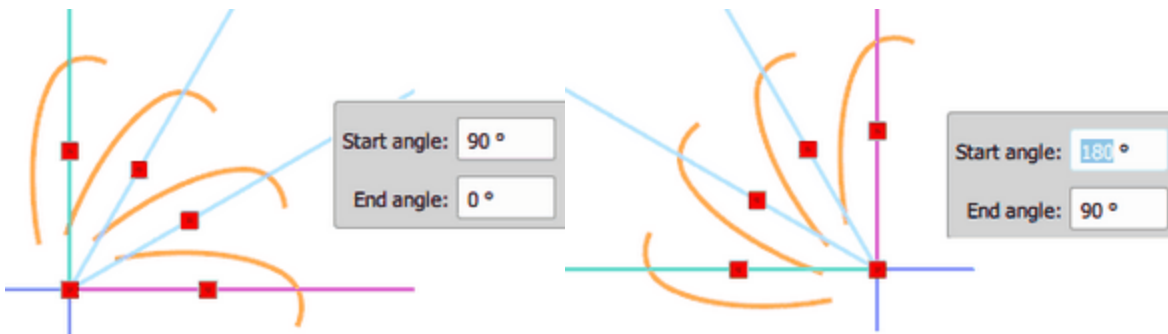 Start angle: 90 °
End angle: 0 °
Start angle: 180 °
End angle: 90 °